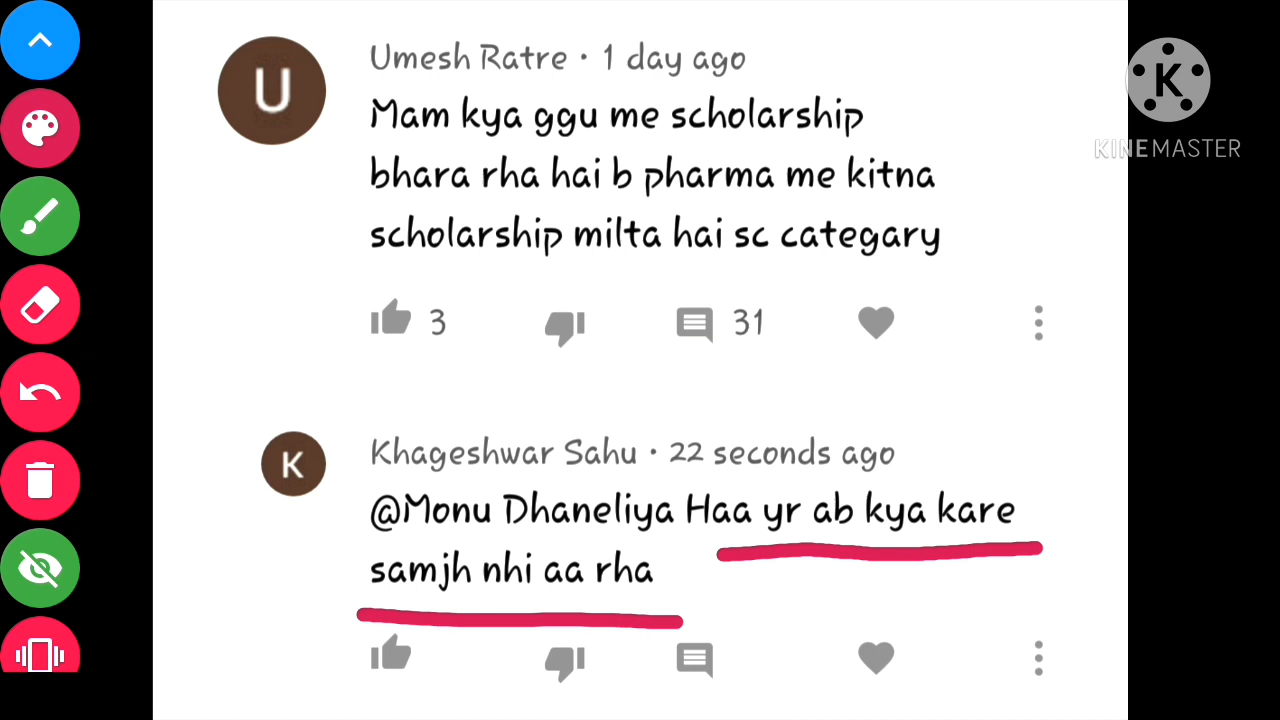 U
Umesh Ratre · 1 day ago
Mam kya ggu me scholarship
bhara rha hai b pharma me kitna
scholarship milta hai sc categary
3 31
K
Khageshwar Sahu · 22 seconds ago
@Monu Dhaneliya Haa yr ab kya kare
samjh nhi aa rha
K
KINEMASTER